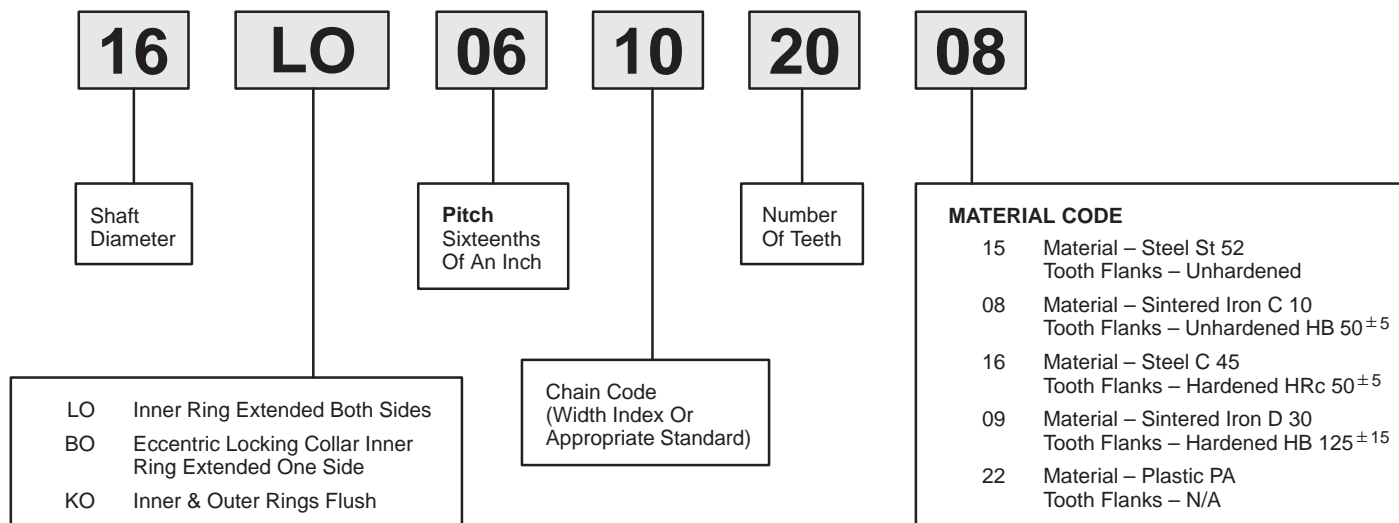 16 LO 06 10 20 08
Shaft
Diameter
Pitch
Sixteenths
Of An Inch
Number
Of Teeth
MATERIAL CODE
15 Material – Steel St 52
Tooth Flanks – Unhardened
08 Material – Sintered Iron C 10
Tooth Flanks – Unhardened HB 50 ±5
16 Material – Steel C 45
Tooth Flanks – Hardened HRc 50 ±5
09 Material – Sintered Iron D 30
Tooth Flanks – Hardened HB 125 ±15
22 Material – Plastic PA
Tooth Flanks – N/A
LO Inner Ring Extended Both Sides
BO Eccentric Locking Collar Inner
Ring Extended One Side
KO Inner & Outer Rings Flush
Chain Code
(Width Index Or
Appropriate Standard)